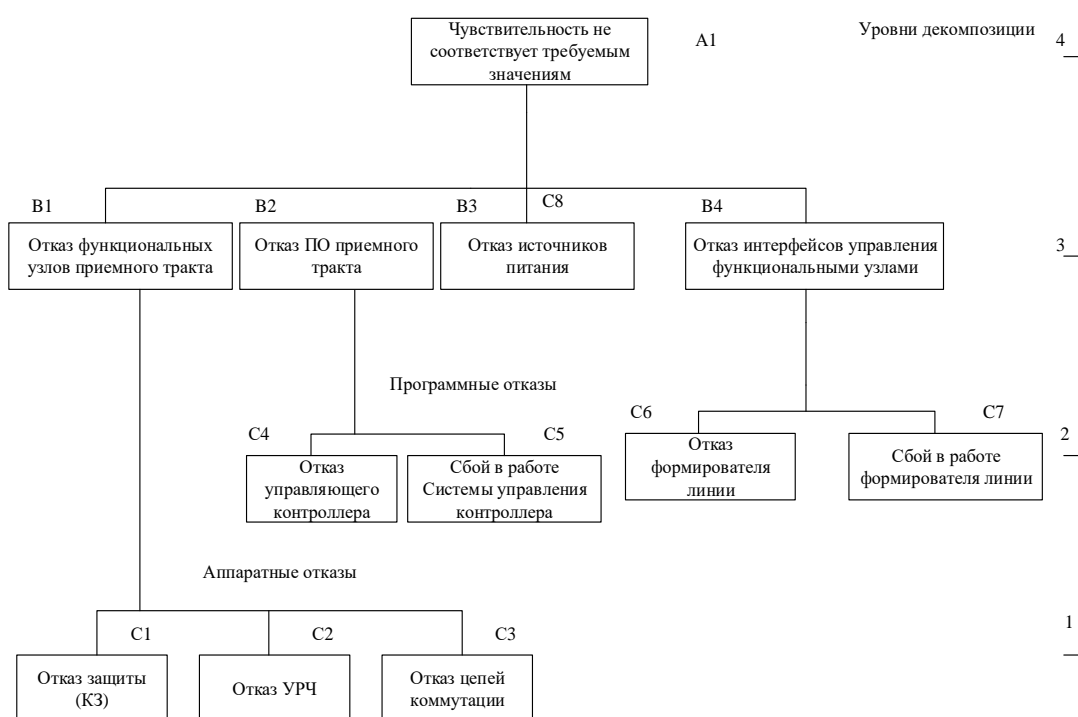 Чувствительность не
соответствует требуемым
значениям
A1
Уровни декомпозиции
4
B1
B2
B3
C8
B4
Отказ функциональных
узлов приемного тракта
Отказ ПО приемного
тракта
Отказ источников
питания
Отказ интерфейсов управления
функциональными узлами
3
Программные отказы
C4
C5
C6
C7
2
Отказ
управляющего
контроллера
Сбой в работе
Системы управления
контроллера
Отказ
формирователя
линии
Сбой в работе
формирователя линии
Аппаратные отказы
C1
C2
C3
1
Отказ защиты
(КЗ)
Отказ УРЧ
Отказ цепей
коммутации